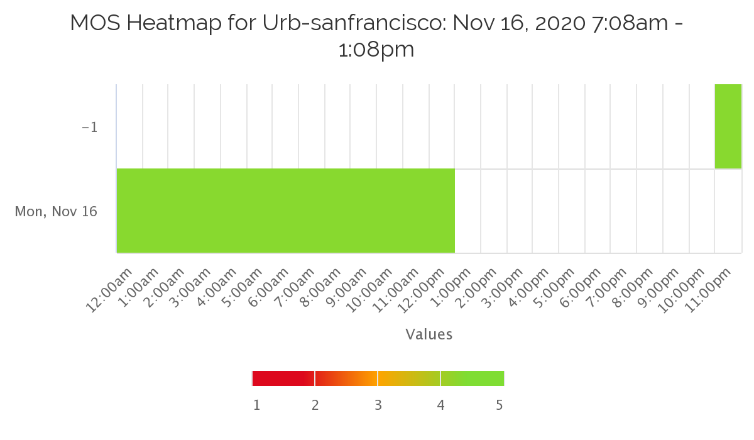 MOS Heatmap for Urb-sanfrancisco: Nov 16, 2020 7:08am -
1:08pm
-1
Mon, Nov 16
12:00am 1:00am 2:00am 3:00am 4:00am 5:00am 6:00am 7:00am 8:00am 9:00am 10:00am 11:00am 12:00pm 1:00pm 2:00pm 3:00pm 4:00pm 5:00pm 6:00pm 7:00pm 8:00pm 9:00pm 10:00pm 11:00pm
Values
1 2 3 4 5